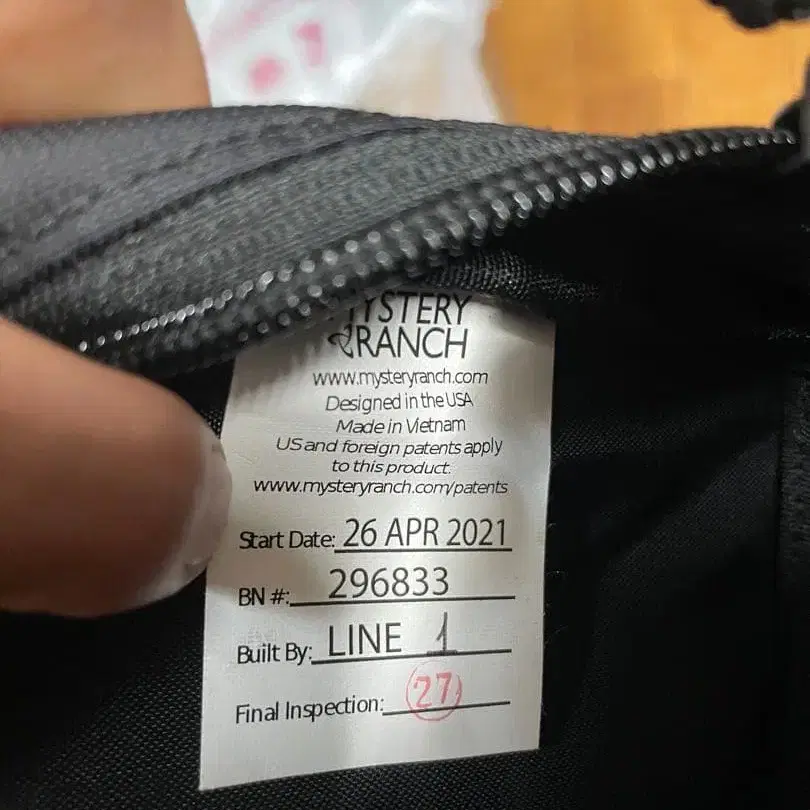 MYSTERY
RANCH
www.mysteryranch.com
Designed in the USA
Made in Vietnam
US and foreign patents apply
to this product.
www.mysteryranch.com/patents
Start Date: 26 APR 2021
BN #: 296833
Built By: LINE 1
Final Inspection: 27